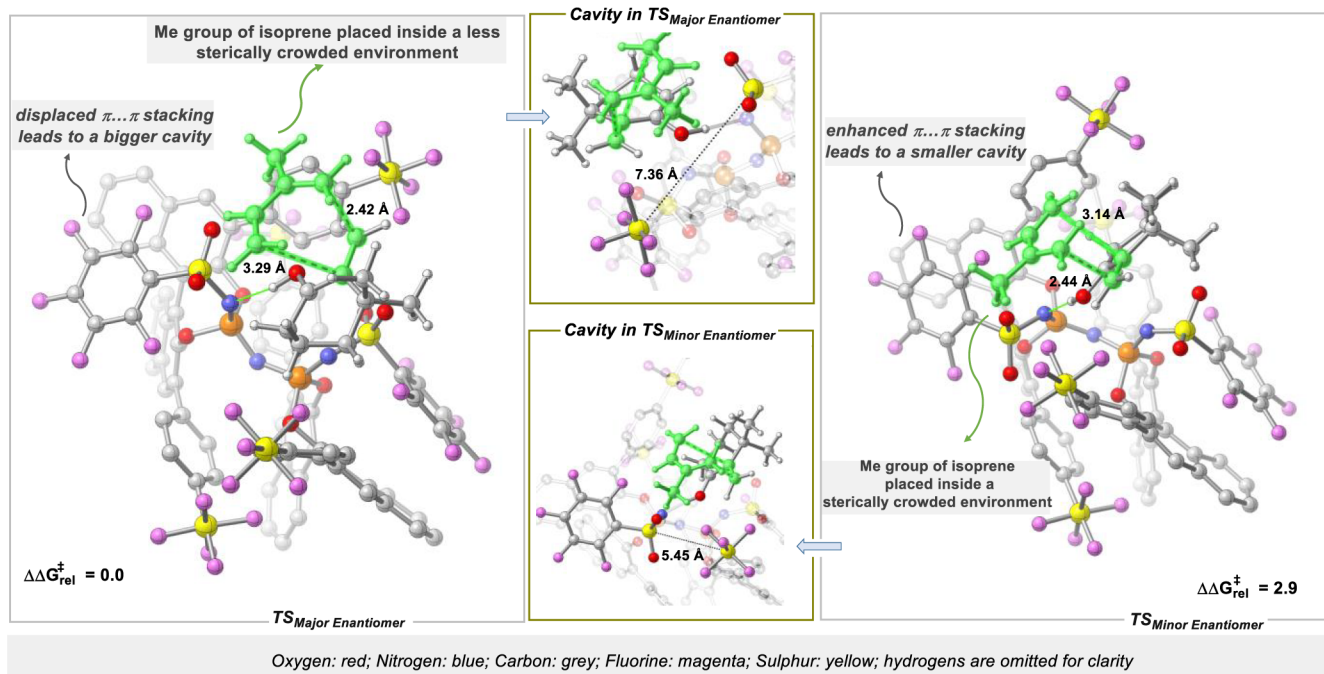 Me group of isoprene placed inside a less
sterically crowded environment
displaced π...π stacking
leads to a bigger cavity
2.42 Å
3.29 Å
ΔΔG‡rel = 0.0
TSMajor Enantiomer
Cavity in TSMajor Enantiomer
7.36 Å
Cavity in TSMinor Enantiomer
5.45 Å
enhanced π...π stacking
leads to a smaller cavity
3.14 Å
2.44 Å
Me group of isoprene
placed inside a
sterically crowded environment
ΔΔG‡rel = 2.9
TSMinor Enantiomer
Oxygen: red; Nitrogen: blue; Carbon: grey; Fluorine: magenta; Sulphur: yellow; hydrogens are omitted for clarity